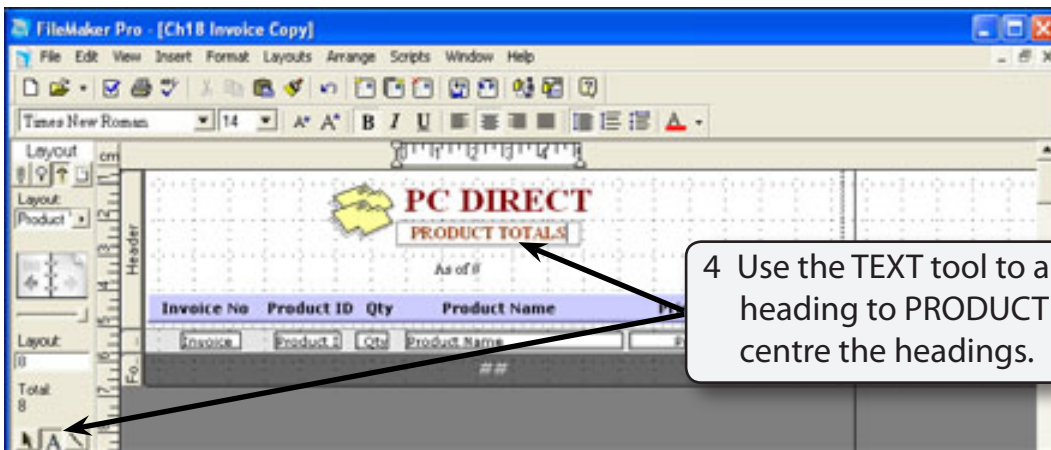 FileMaker Pro - [Ch18 Invoice Copy]
File Edit View Insert Format Layouts Arrange Scripts Window Help
Times New Roman 14 B I U A
Layout cm
Layout:
Product
PC DIRECT
PRODUCT TOTALS
As of //
Header
4 Use the TEXT tool to a
heading to PRODUCT
centre the headings.
Invoice No Product ID Qty Product Name
Invoice Product I Qty Product Name
Layout:
8
Fo.
##
Total:
8
A